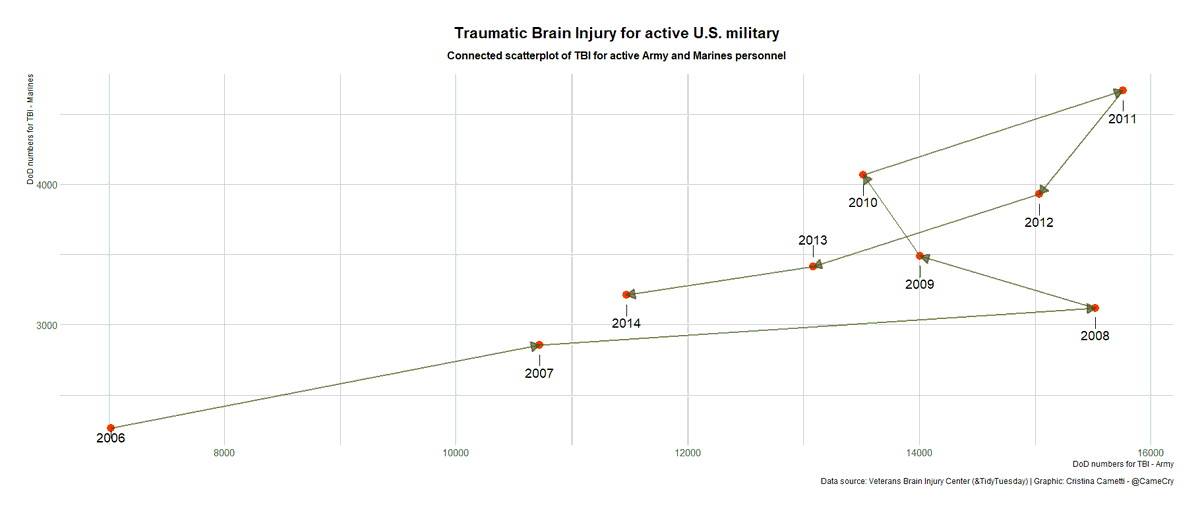 Traumatic Brain Injury for active U.S. military
Connected scatterplot of TBI for active Army and Marines personnel
DoD numbers for TBI - Marines
2011
4000
2010
2012
2013
2009
2014
3000
2008
2007
2006
8000 10000 12000 14000 16000
DoD numbers for TBI - Army
Data source: Veterans Brain Injury Center (&TidyTuesday) | Graphic: Cristina Cametti - @CameCry